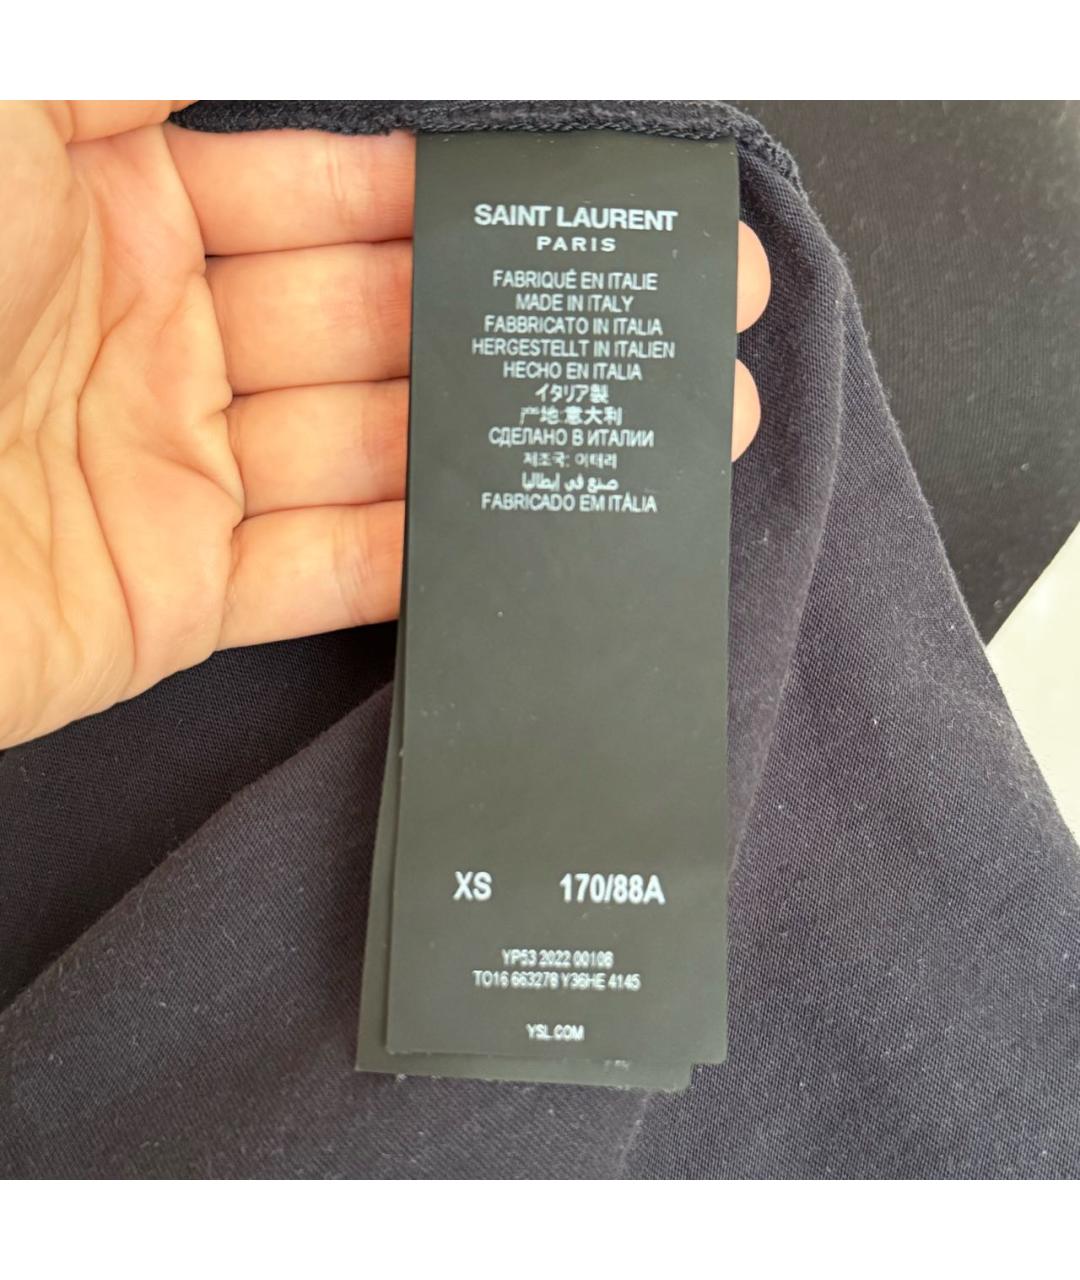 SAINT LAURENT
PARIS
FABRIQUÉ EN ITALIE
MADE IN ITALY
FABBRICATO IN ITALIA
HERGESTELLT IN ITALIEN
HECHO EN ITALIA
イタリア製
产地:意大利
СДЕЛАНО В ИТАЛИИ
제조국: 이태리
صنع في إيطاليا
FABRICADO EM ITÁLIA
XS 170/88A
YP53 2022 00108
TO16 663278 Y36HE 4145
YSL.COM